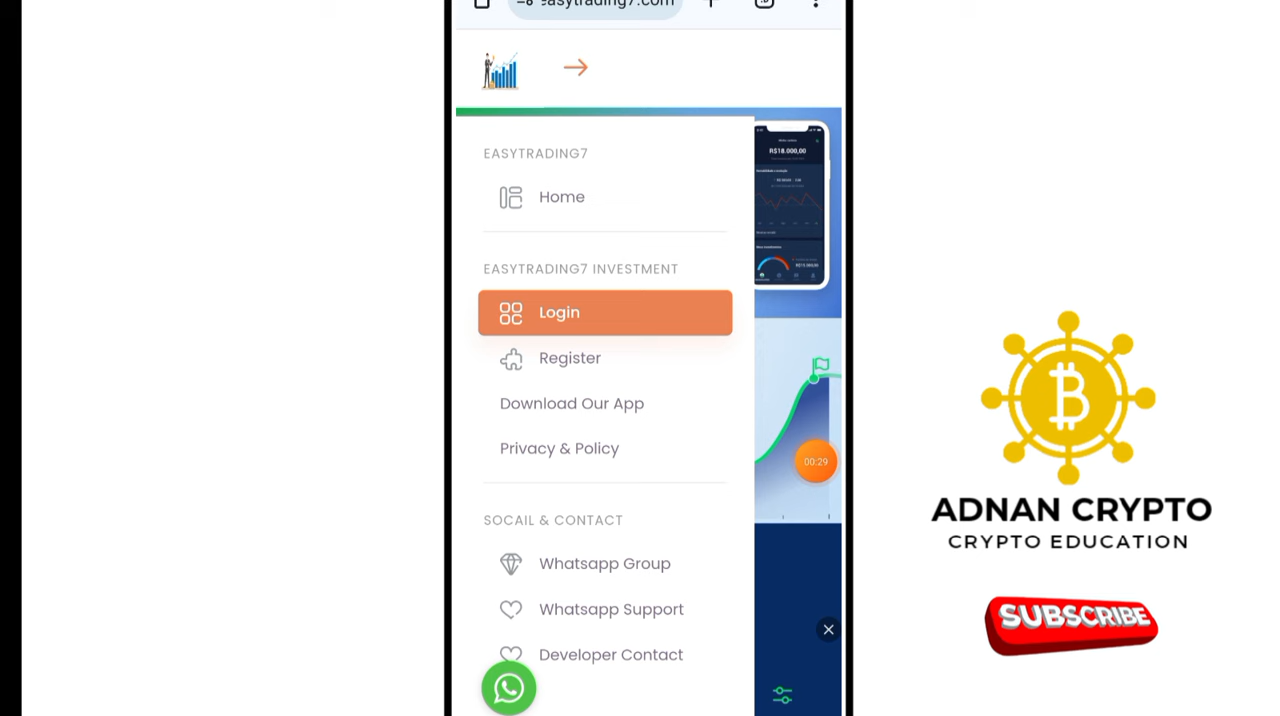 easytrading7.com
EASYTRADING7
Home
EASYTRADING7 INVESTMENT
Login
Register
Download Our App
Privacy & Policy
SOCAIL & CONTACT
Whatsapp Group
Whatsapp Support
Developer Contact
R$18.000,00
00:29
ADNAN CRYPTO
CRYPTO EDUCATION
SUBSCRIBE